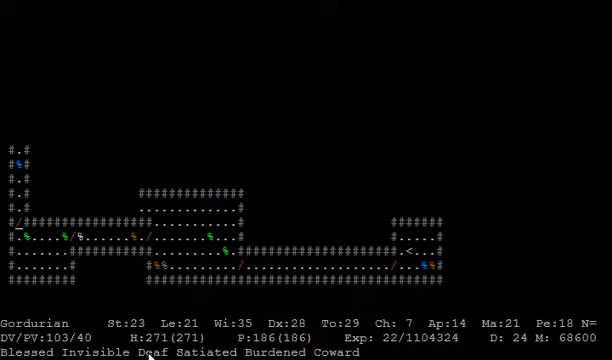 Gordurian St:23 Le:21 Wi:35 Dx:28 To:29 Ch: 7 Ap:14 Ma:21 Pe:18 N=
DV/PV:103/40 H:271(271) P:186(186) Exp: 22/1104324 D: 24 M: 68600
Blessed Invisible Deaf Satiated Burdened Coward